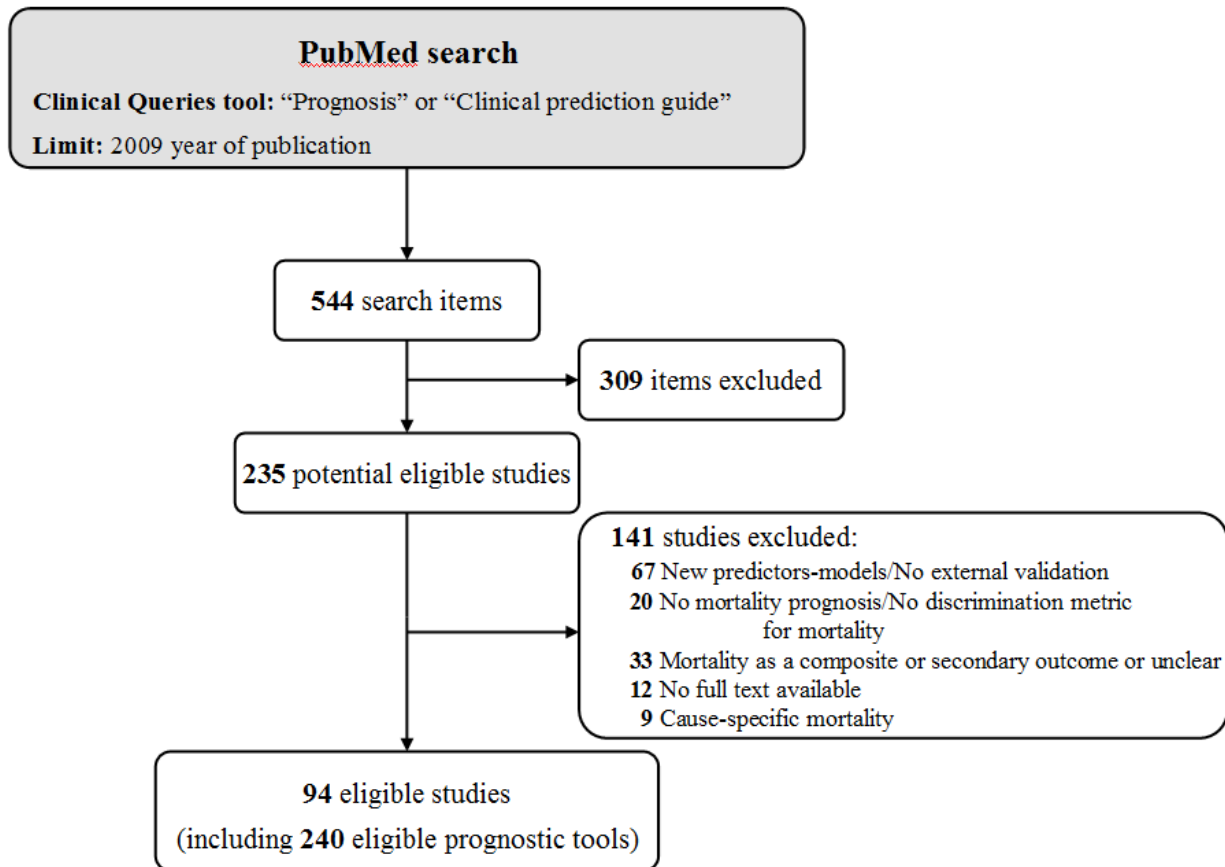 PubMed search
Clinical Queries tool: “Prognosis” or “Clinical prediction guide”
Limit: 2009 year of publication
544 search items
309 items excluded
235 potential eligible studies
141 studies excluded:
67 New predictors-models/No external validation
20 No mortality prognosis/No discrimination metric
for mortality
33 Mortality as a composite or secondary outcome or unclear
12 No full text available
9 Cause-specific mortality
94 eligible studies
(including 240 eligible prognostic tools)